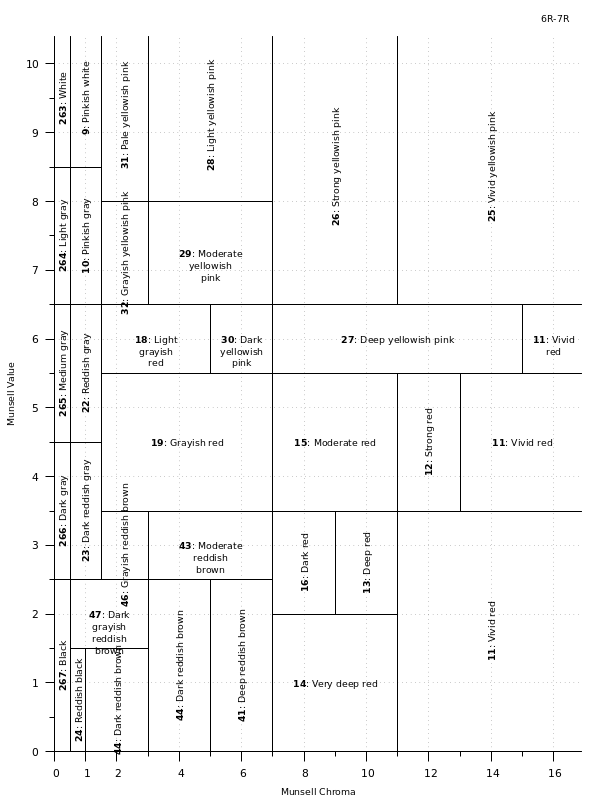 6R-7R
10
9
8
7
6
5
4
3
2
1
0
Munsell Value
263: White
9: Pinkish white
31: Pale yellowish pink
28: Light yellowish pink
26: Strong yellowish pink
25: Vivid yellowish pink
264: Light gray
10: Pinkish gray
32: Grayish yellowish pink
29: Moderate
yellowish
pink
265: Medium gray
22: Reddish gray
18: Light
grayish
red
30: Dark
yellowish
pink
27: Deep yellowish pink
11: Vivid
red
19: Grayish red
15: Moderate red
12: Strong red
11: Vivid red
266: Dark gray
23: Dark reddish gray
46: Grayish reddish brown
43: Moderate
reddish
brown
16: Dark red
13: Deep red
11: Vivid red
267: Black
47: Dark
grayish
reddish
brown
24: Reddish black
44: Dark reddish brown
44: Dark reddish brown
41: Deep reddish brown
14: Very deep red
0 1 2 4 6 8 10 12 14 16
Munsell Chroma